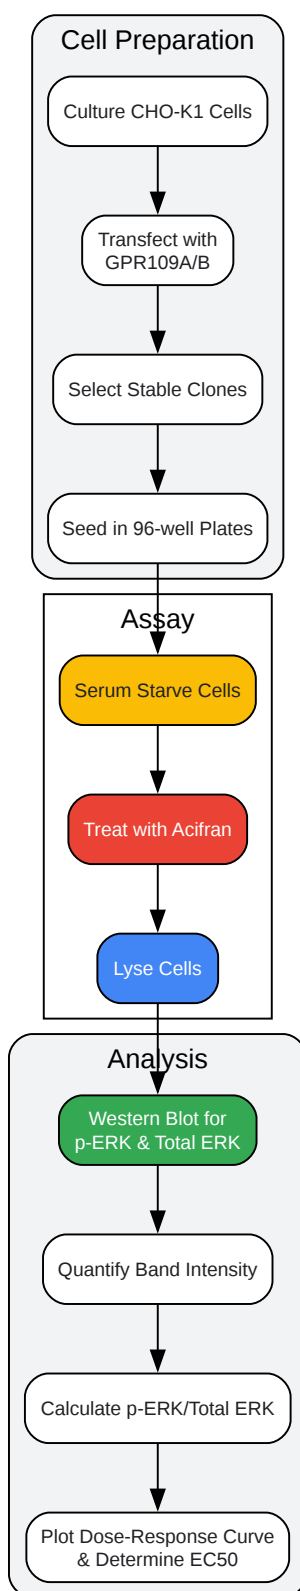 Cell Preparation
Culture CHO-K1 Cells
Transfect with
GPR109A/B
Select Stable Clones
Seed in 96-well Plates
Assay
Serum Starve Cells
Treat with Acifran
Lyse Cells
Analysis
Western Blot for
p-ERK & Total ERK
Quantify Band Intensity
Calculate p-ERK/Total ERK
Plot Dose-Response Curve
& Determine EC50